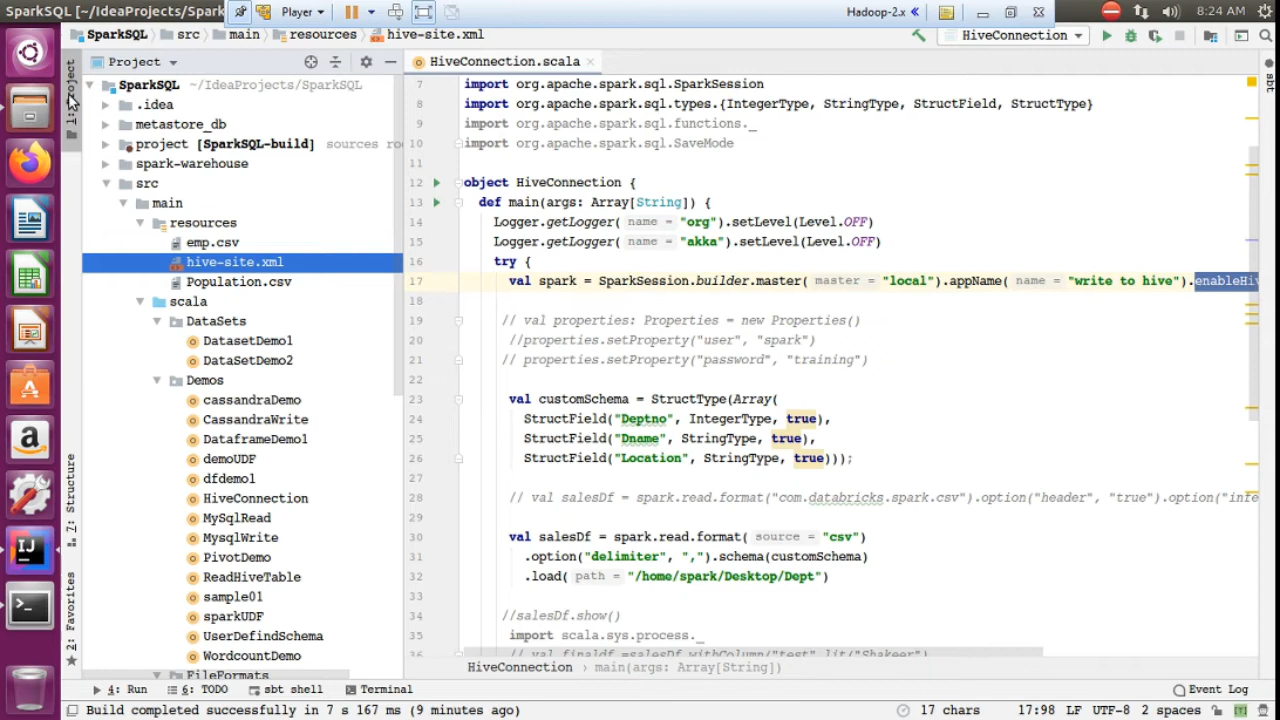 SparkSQL (~/IdeaProjects/Spark
Player
Hadoop-2.x
8:24 AM
SparkSQL
src
main
resources
hive-site.xml
HiveConnection
1: Project
7: Structure
2: Favorites
sbt
Project
SparkSQL ~/IdeaProjects/SparkSQL
.idea
metastore_db
project [SparkSQL-build] sources ro
spark-warehouse
src
main
resources
emp.csv
hive-site.xml
Population.csv
scala
DataSets
DatasetDemo1
DataSetDemo2
Demos
cassandraDemo
CassandraWrite
DataframeDemo1
demoUDF
dfdemo1
HiveConnection
MySqlRead
MysqlWrite
PivotDemo
ReadHiveTable
sample01
sparkUDF
UserDefindSchema
WordcountDemo
FileFormats
HiveConnection.scala
7 import org.apache.spark.sql.SparkSession
8 import org.apache.spark.sql.types.{IntegerType, StringType, StructField, StructType}
9 import org.apache.spark.sql.functions._
10 import org.apache.spark.sql.SaveMode
11
12 object HiveConnection {
13 def main(args: Array[String]) {
14 Logger.getLogger( name = "org").setLevel(Level.OFF)
15 Logger.getLogger( name = "akka").setLevel(Level.OFF)
16 try {
17 val spark = SparkSession.builder.master( master = "local").appName( name = "write to hive").enableHiv
18
19 // val properties: Properties = new Properties()
20 //properties.setProperty("user", "spark")
21 // properties.setProperty("password", "training")
22
23 val customSchema = StructType(Array(
24 StructField("Deptno", IntegerType, true),
25 StructField("Dname", StringType, true),
26 StructField("Location", StringType, true)));
27
28 // val salesDf = spark.read.format("com.databricks.spark.csv").option("header", "true").option("infe
29
30 val salesDf = spark.read.format( source = "csv")
31 .option("delimiter", ",").schema(customSchema)
32 .load( path = "/home/spark/Desktop/Dept")
33
34 //salesDf.show()
35 import scala.sys.process._
36 // val finaldf =salesDf.withColumn("test",lit("Shakeer")
HiveConnection
main(args: Array[String])
4: Run
6: TODO
sbt shell
Terminal
Event Log
Build completed successfully in 7 s 167 ms (9 minutes ago)
17 chars
17:98
LF
UTF-8
2 spaces